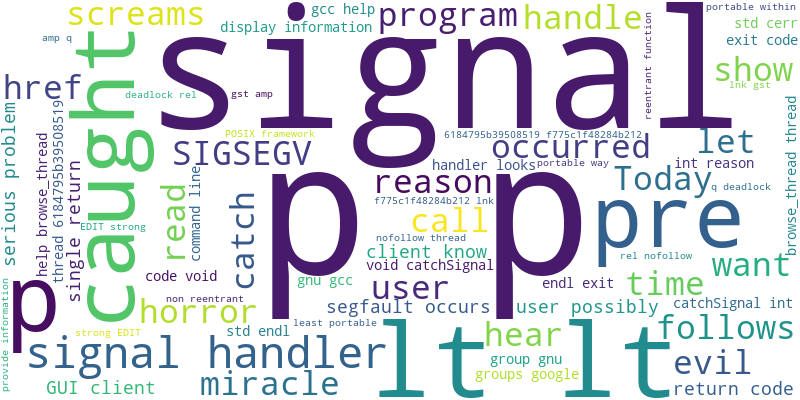 portable within
gcc help
screams
program
handle
std cerr
display information
amp q
exit code
signal
reentrant function
show
href
caught
deadlock rel
gst amp
lnk gst
serious problem
6184795b39508519
POSIX framework
6184795b39508519 f775c1f48284b212
occurred
let
SIGSEGV
handler looks
portable way
int reason
reason
Today
q deadlock
read
command line
catch
p
p
pre
f775c1f48284b212 lnk
help browse_thread
thread 6184795b39508519
single return
EDIT strong
call
nofollow thread
client know
rel nofollow
browse_thread thread
void catchSignal
want
code void
gnu gcc
endl exit
time
user
non reentrant
p
horror
segfault occurs
user possibly
catchSignal int
provide information
std endl
least portable
strong EDIT
lt
lt
hear
follows
signal handler
group gnu
evil
groups google
GUI client
miracle
return code